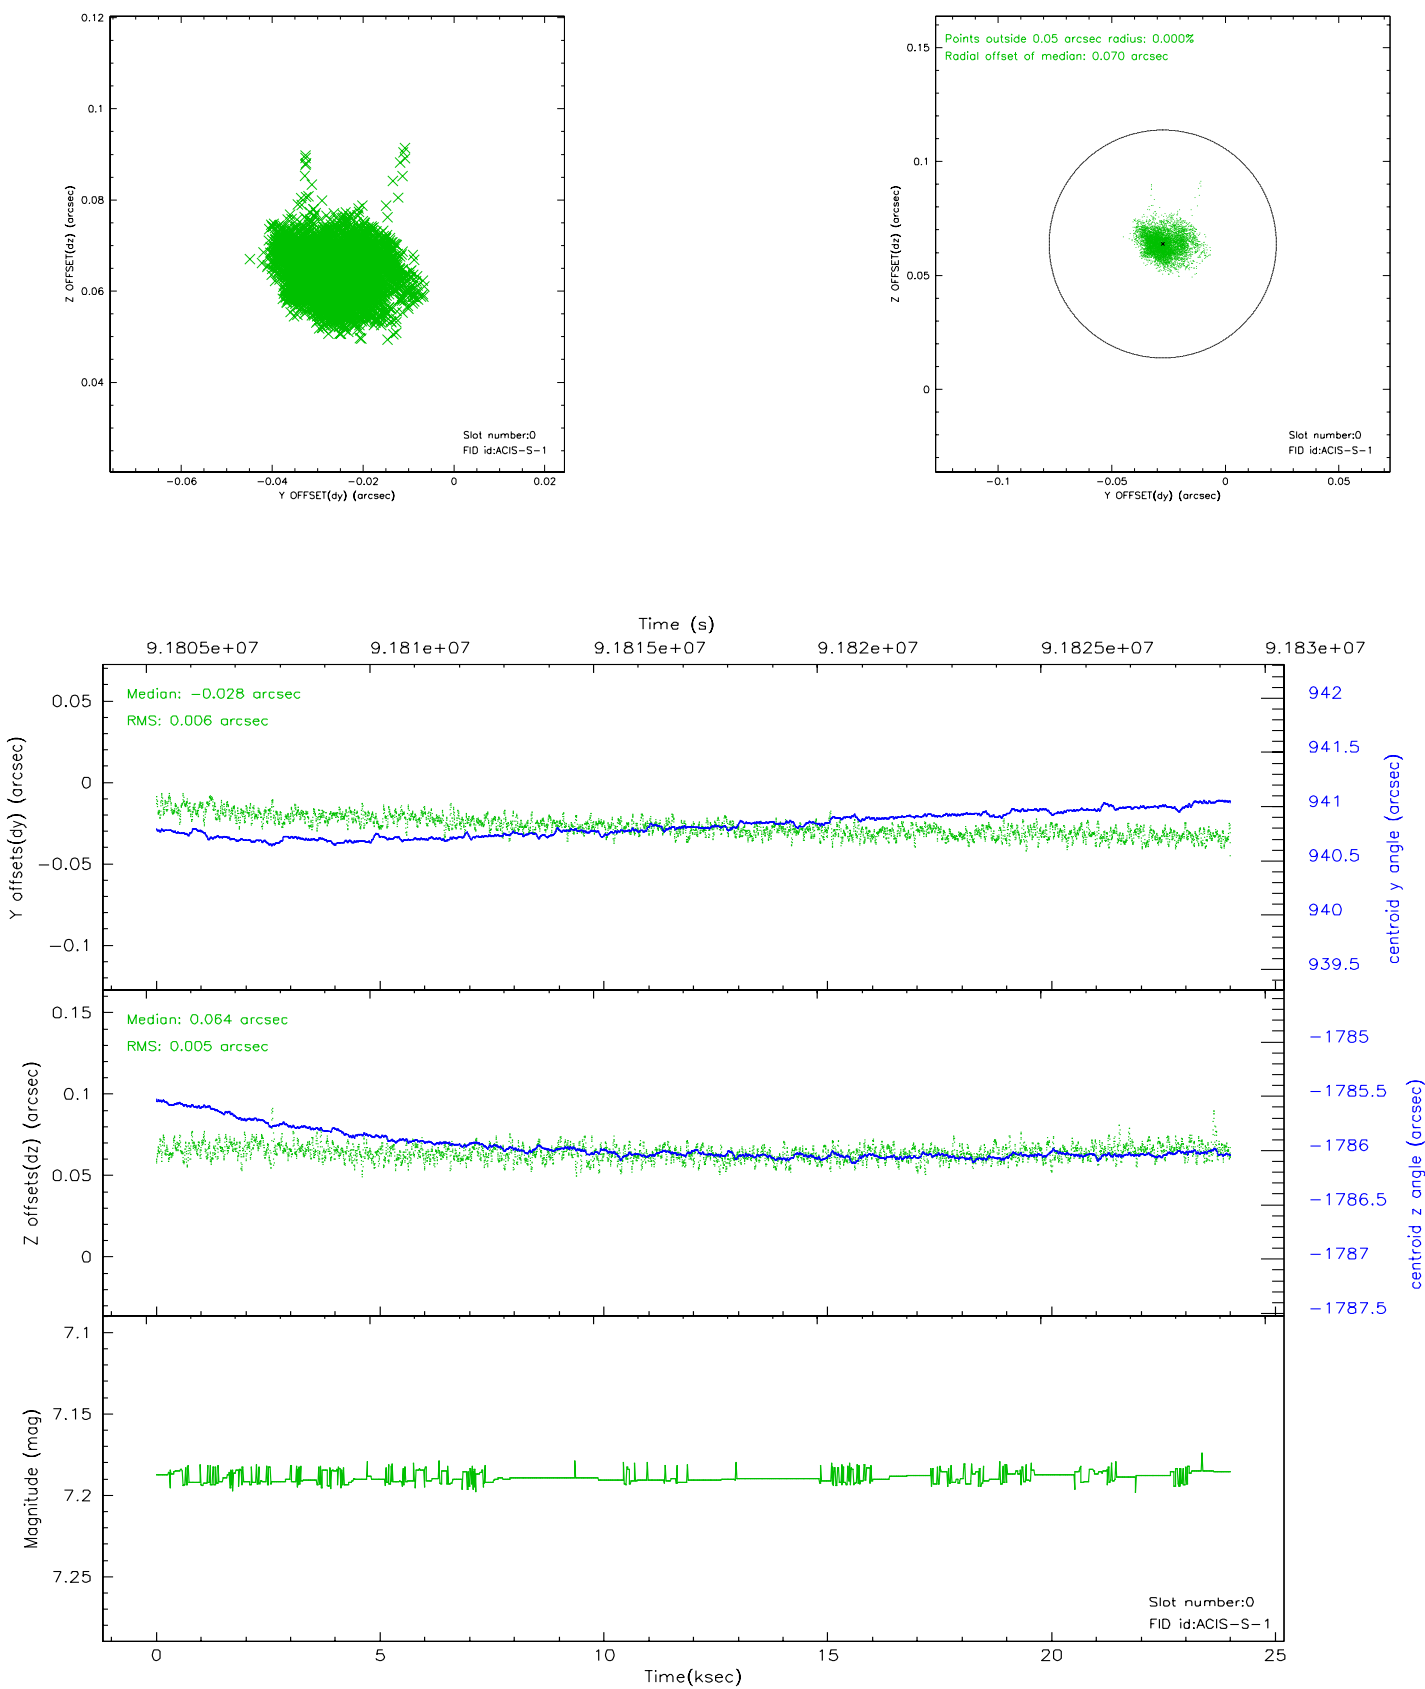 0.12
0.1
0.08
0.06
0.04
Z OFFSET(dz) (arcsec)
-0.06
-0.04
-0.02
0
0.02
Y OFFSET(dy) (arcsec)
Slot number:0
FID id:ACIS-S-1
Points outside 0.05 arcsec radius: 0.000%
Radial offset of median: 0.070 arcsec
0.15
0.1
0.05
0
Z OFFSET(dz) (arcsec)
-0.1
-0.05
0
0.05
Y OFFSET(dy) (arcsec)
Slot number:0
FID id:ACIS-S-1
Time (s)
9.1805e+07
9.181e+07
9.1815e+07
9.182e+07
9.1825e+07
9.183e+07
Median: -0.028 arcsec
RMS: 0.006 arcsec
0.05
0
-0.05
-0.1
Y offsets(dy) (arcsec)
942
941.5
941
940.5
940
939.5
centroid y angle (arcsec)
Median: 0.064 arcsec
RMS: 0.005 arcsec
0.15
0.1
0.05
0
Z offsets(dz) (arcsec)
-1785
-1785.5
-1786
-1786.5
-1787
-1787.5
centroid z angle (arcsec)
7.1
7.15
7.2
7.25
Magnitude (mag)
Slot number:0
FID id:ACIS-S-1
0
5
10
15
20
25
Time(ksec)